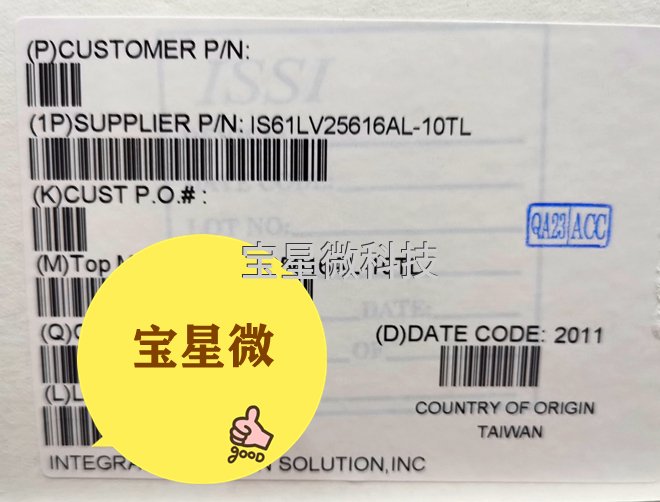 (P)CUSTOMER P/N:
ISSI
(1P)SUPPLIER P/N: IS61LV25616AL-10TL
(K)CUST P.O.# :
LOT NO:
QA23 ACC
宝星微科技
(M)Top
DATE:
宝星微
(D)DATE CODE: 2011
COUNTRY OF ORIGIN
TAIWAN
GOOD
SOLUTION,INC